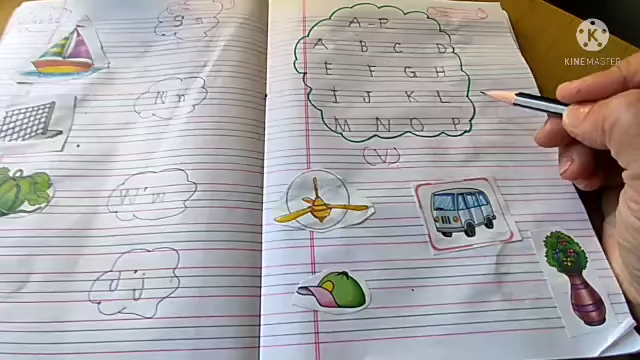 S s
N n
W w
J j
A-P
A B C D
E F G H
I J K L
M N O P
(V)
KINEMASTER